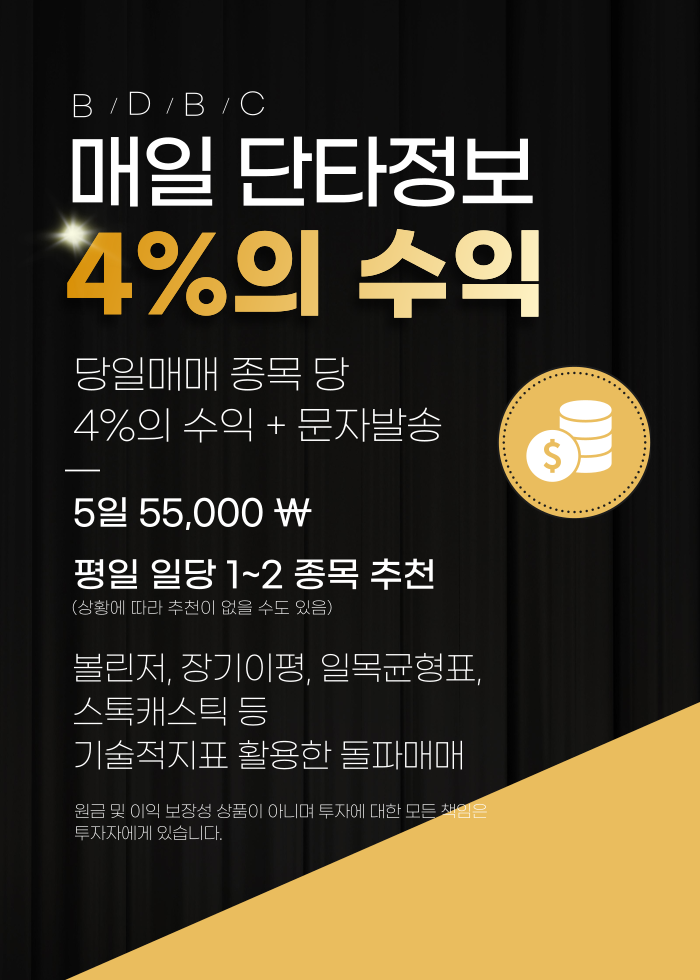 B / D / B / C
매일 단타정보
4%의 수익
당일매매 종목 당
4%의 수익 + 문자발송
5일 55,000 ₩
평일 일당 1~2 종목 추천
(상황에 따라 추천이 없을 수도 있음)
볼린저, 장기이평, 일목균형표,
스톡캐스틱 등
기술적지표 활용한 돌파매매
원금 및 이익 보장성 상품이 아니며 투자에 대한 모든 책임은
투자자에게 있습니다.
$